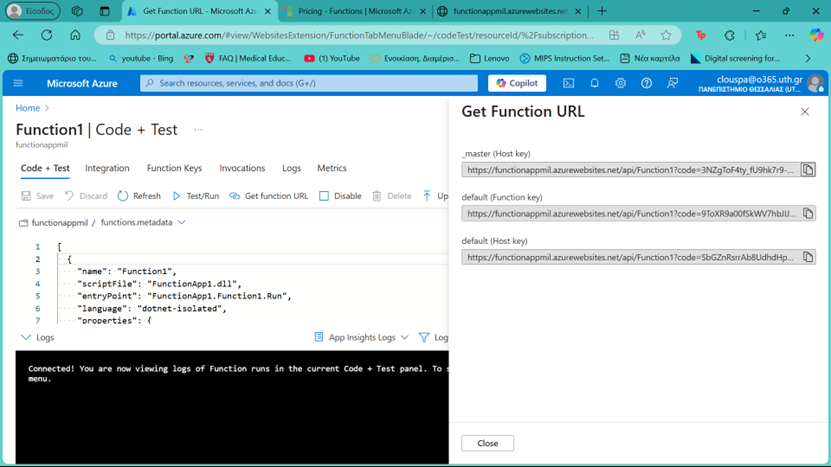 Είσοδος
Get Function URL - Microsoft Az
Pricing - Functions | Microsoft Az
functionappmil.azurewebsites.net
https://portal.azure.com/#view/WebsitesExtension/FunctionTabMenuBlade/~/codeTest/resourceId/%2Fsubscription...
Σημειωματάριο του...
youtube - Bing
FAQ | Medical Educ...
(1) YouTube
Ενοικίαση, Διαμέρισ...
Lenovo
MIPS Instruction Set...
Νέα καρτέλα
Digital screening for...
Microsoft Azure
Search resources, services, and docs (G+/)
Copilot
clouspa@o365.uth.gr
ΠΑΝΕΠΙΣΤΗΜΙΟ ΘΕΣΣΑΛΙΑΣ (UT...
Home
Function1 | Code + Test
functionappmil
Code + Test
Integration
Function Keys
Invocations
Logs
Metrics
Save
Discard
Refresh
Test/Run
Get function URL
Disable
Delete
Up
functionappmil / functions.metadata
1 [
2 {
3 "name": "Function1",
4 "scriptFile": "FunctionApp1.dll",
5 "entryPoint": "FunctionApp1.Function1.Run",
6 "language": "dotnet-isolated",
7 "properties": {
Logs
App Insights Logs
Log
Connected! You are now viewing logs of Function runs in the current Code + Test panel. To s
menu.
Get Function URL
_master (Host key)
https://functionappmil.azurewebsites.net/api/Function1?code=3NZgToF4ty_fU9hk7r9-...
default (Function key)
https://functionappmil.azurewebsites.net/api/Function1?code=9ToXR9a00fSkWV7hbJIJ...
default (Host key)
https://functionappmil.azurewebsites.net/api/Function1?code=SbGZnRsrrAb8UdhdHp...
Close